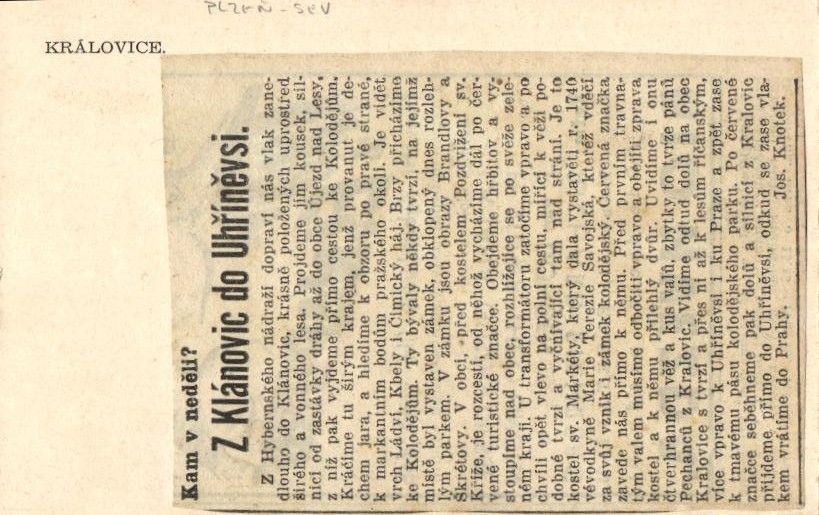 PLZEŇ - SEV
KRÁLOVICE.
Kam v neděli?
Z Klánovic do Uhříněvsi.
Z Hybernského nádraží dopraví nás vlak zane-
dlouho do Klánovic, krásně položených uprostřed
širého a vonného lesa. Projdeme jím kousek, sil-
nicí od zastávky dráhy až do obce Újezd nad Lesy,
z níž pak vyjdeme přímo cestou ke Kolodějům.
Kráčíme tu širým krajem, jenž provanut je de-
chem jara, a hledíme k obzoru po pravé straně,
k markantním bodům pražského okolí. Je vidět
vrch Ládví, Kbely i Čimický háj. Brzy přicházíme
ke Kolodějům. Ty bývaly někdy tvrzí, na jejímž
místě byl vystaven zámek, obklopený dnes rozleh-
lým parkem. V zámku jsou obrazy Brandlovy a
Škrétovy. V obci, před kostelem Pozdvižení sv.
Kříže, je rozcestí, od něhož vycházíme dál po čer-
vené turistické značce. Obejdeme hřbitov a vy-
stoupíme nad obec, rozhlížejíce se po svěže zele-
ném kraji. U transformátoru zatočíme vpravo a po
chvíli opět vlevo na polní cestu, mířící k věži po-
dobné tvrzi a vyčnívající tam nad strání. Je to
kostel sv. Markéty, který dala vystavěti r. 1740
vévodkyně Marie Terezie Savojská, kteréž vděčí
za svůj vznik i zámek kolodějský. Červená značka
zavede nás přímo k němu. Před prvním travna-
tým valem musíme odbočiti vpravo a obejíti zprava
kostel a k němu přilehlý dvůr. Uvidíme i onu
čtverhrannou věž a kus valů, zbytky to tvrze pánů
Pechanců z Kralovic. Vidíme odtud dolů na obec
Kralovice s tvrzí a přes ni až k lesům říčanským,
více vpravo k Uhříněvsi i ku Praze a zpět zase
k tmavému pásu kolodějského parku. Po červené
značce seběhneme pak dolů a silnicí z Kralovic
přijdeme přímo do Uhříněvsi, odkud se zase vla-
kem vrátíme do Prahy. Jos. Knotek.